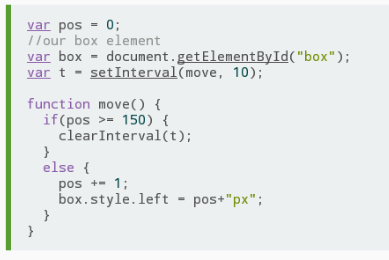 var pos = 0;
//our box element
var box = document.getElementById("box");
var t = setInterval(move, 10);
function move() {
if(pos >= 150) {
clearInterval(t);
}
else {
pos += 1;
box.style.left = pos+"px";
}
}